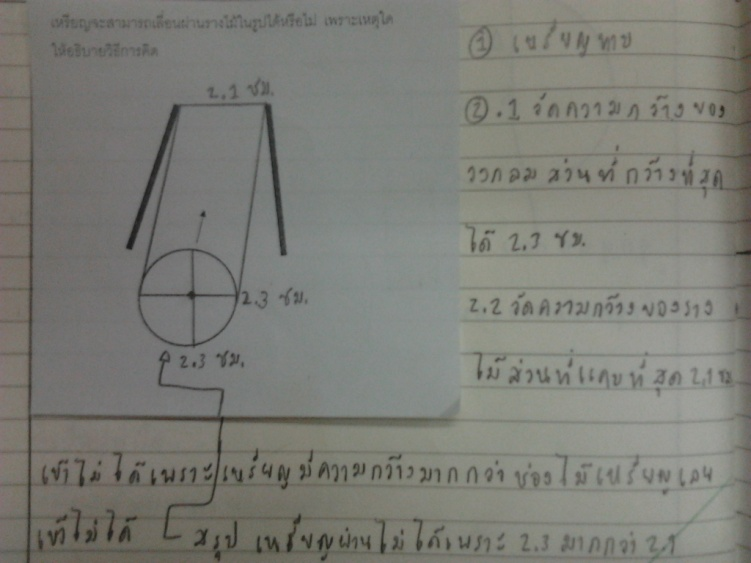 เหรียญจะสามารถเลื่อนผ่านรางไม้ในรูปได้หรือไม่ เพราะเหตุใด
ให้อธิบายวิธีการคิด
2.1 ซม.
2.3 ซม.
2.3 ซม.
① เหรียญทาบ
②.1 วัดความกว้างของ
วงกลมส่วนที่กว้างที่สุด
ได้ 2.3 ซม.
2.2 วัดความกว้างของราง
ไม้ส่วนที่แคบที่สุด 2.1 ซม
เข้าไม่ได้เพราะเหรียญมีความกว้างมากกว่าช่องไม้เหรียญเลย
เข้าไม่ได้ สรุป เหรียญผ่านไม่ได้เพราะ 2.3 มากกว่า 2.1